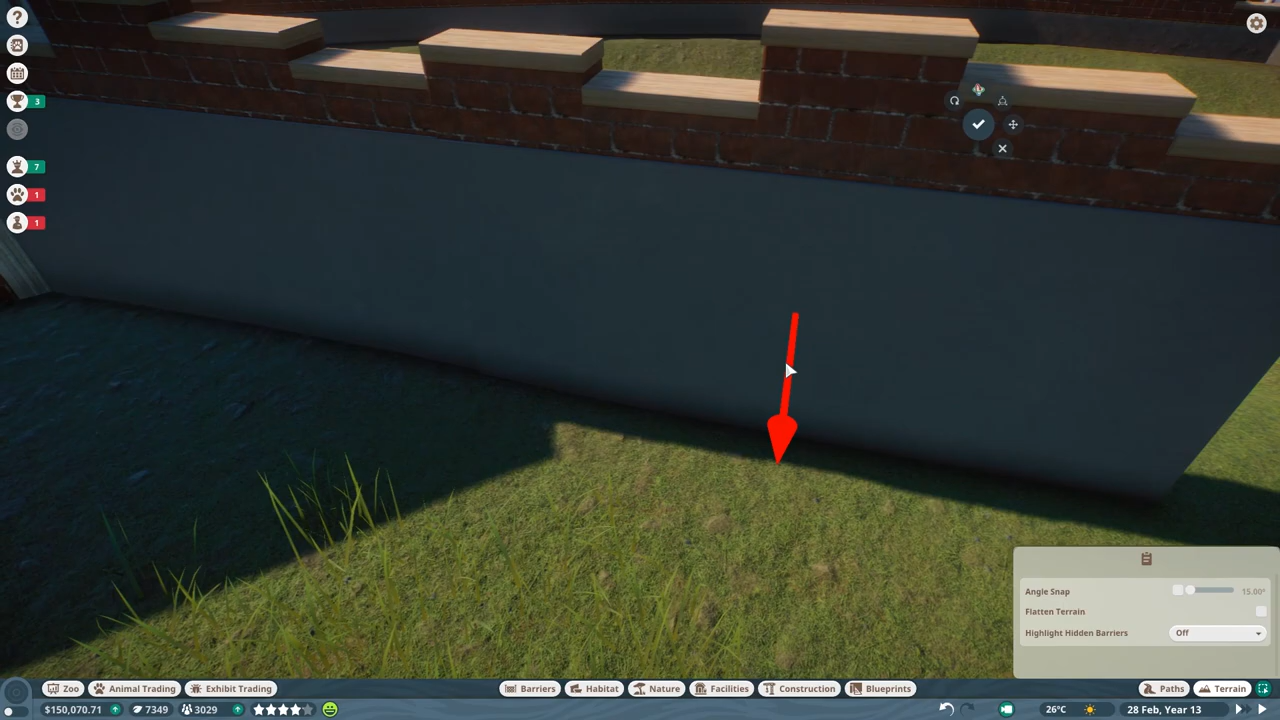 ?
3
7
1
1
Angle Snap 15.00°
Flatten Terrain
Highlight Hidden Barriers Off
Zoo Animal Trading Exhibit Trading Barriers Habitat Nature Facilities Construction Blueprints Paths Terrain
$150,070.71 7349 3029 26°C 28 Feb, Year 13